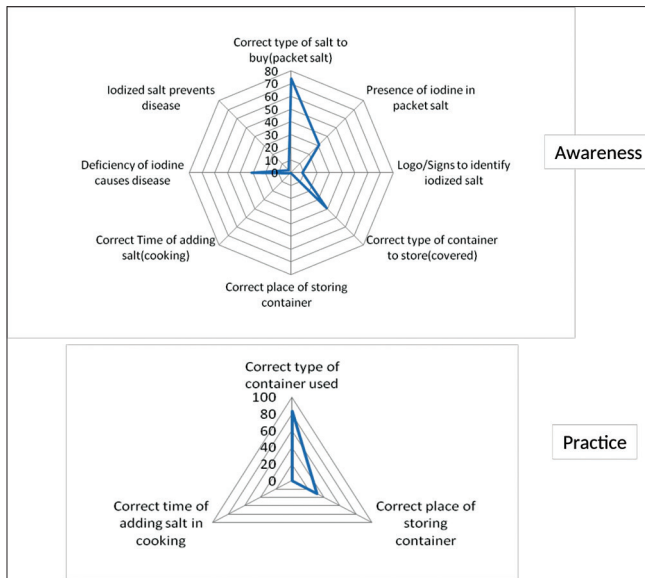 Correct type of salt to
buy(packet salt)
80
70
60
50
40
30
20
10
0
Iodized salt prevents
disease
Presence of iodine in
packet salt
Deficiency of iodine
causes disease
Logo/Signs to identify
iodized salt
Awareness
Correct Time of adding
salt(cooking)
Correct type of container
to store(covered)
Correct place of storing
container
Correct type of
container used
100
80
60
40
20
0
Practice
Correct time of
adding salt in
cooking
Correct place of
storing
container